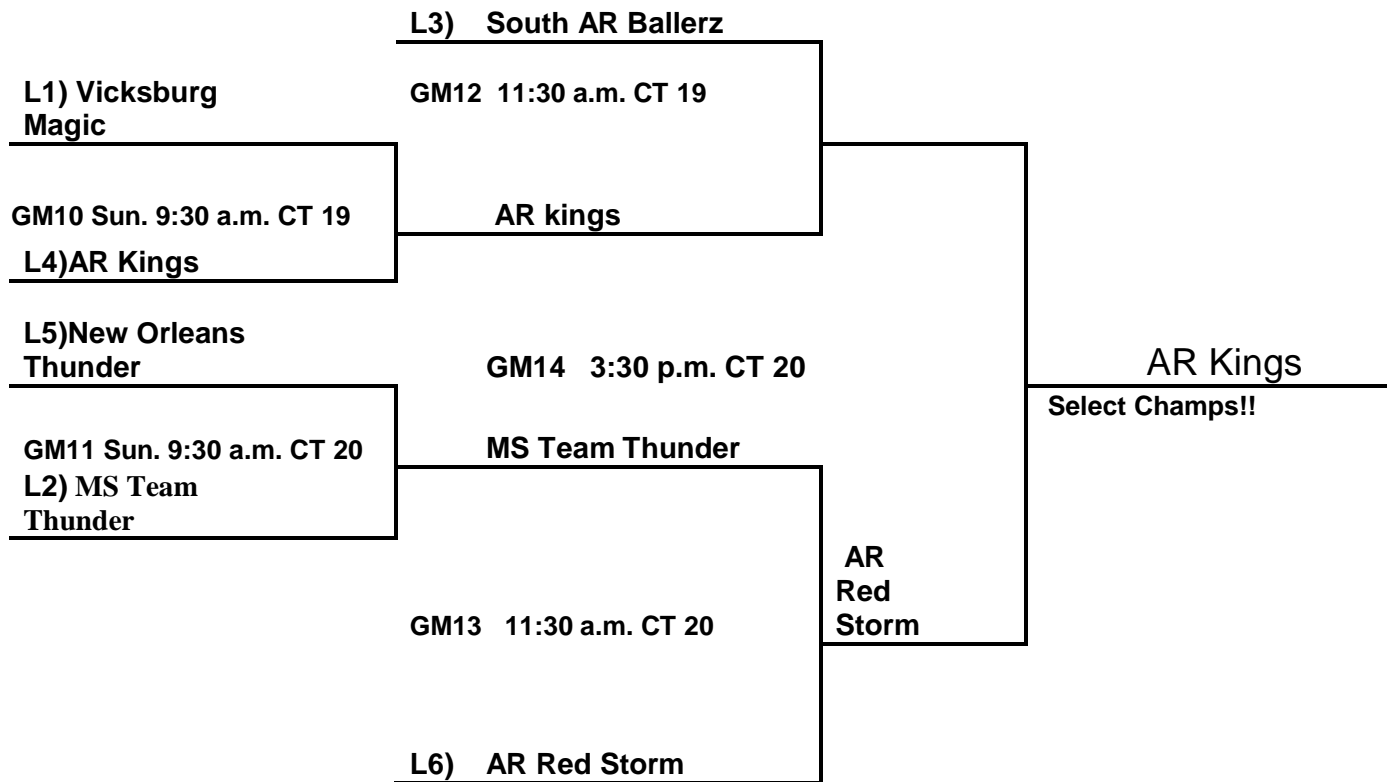 L3) South AR Ballerz
L1) Vicksburg
Magic
GM12 11:30 a.m. CT 19
GM10 Sun. 9:30 a.m. CT 19
AR kings
L4)AR Kings
L5)New Orleans
Thunder
GM14 3:30 p.m. CT 20
AR Kings
Select Champs!!
GM11 Sun. 9:30 a.m. CT 20
MS Team Thunder
L2) MS Team
Thunder
AR
Red
Storm
GM13 11:30 a.m. CT 20
L6) AR Red Storm